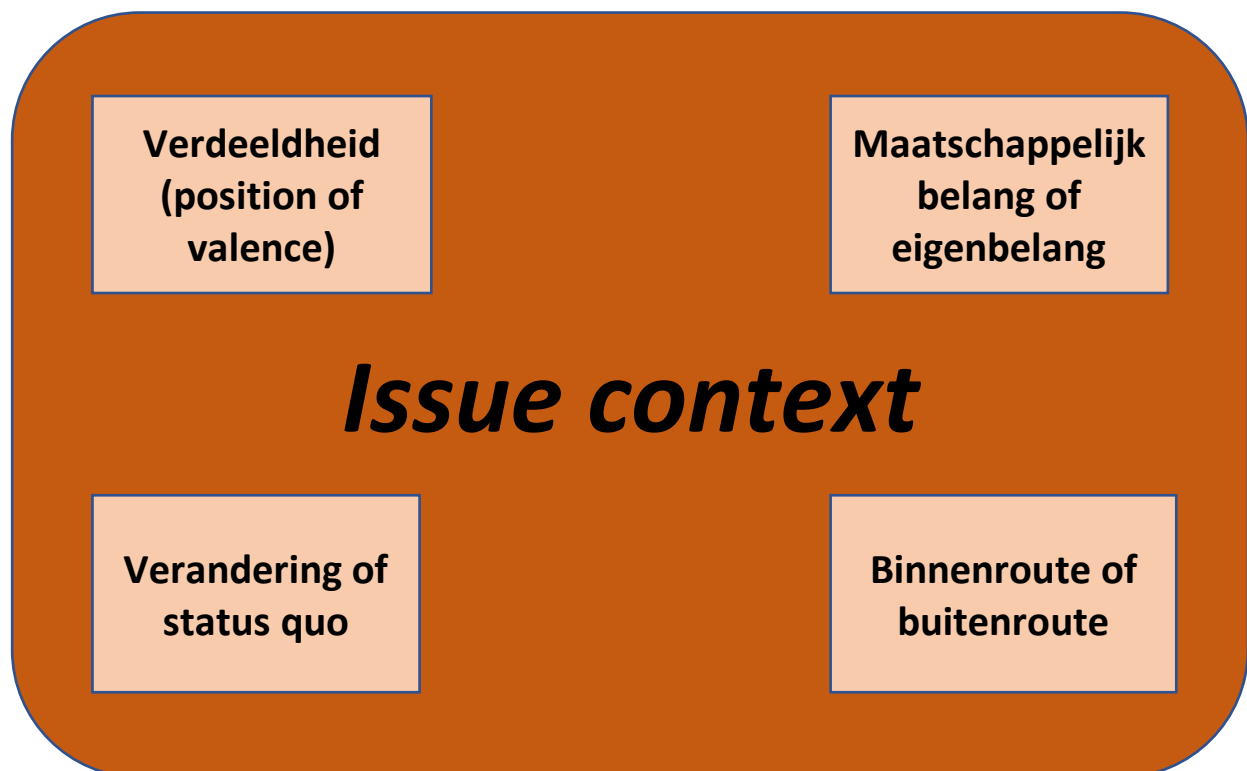 Verdeeldheid
(position of
valence)
Maatschappelijk
belang of
eigenbelang
Issue context
Verandering of
status quo
Binnenroute of
buitenroute